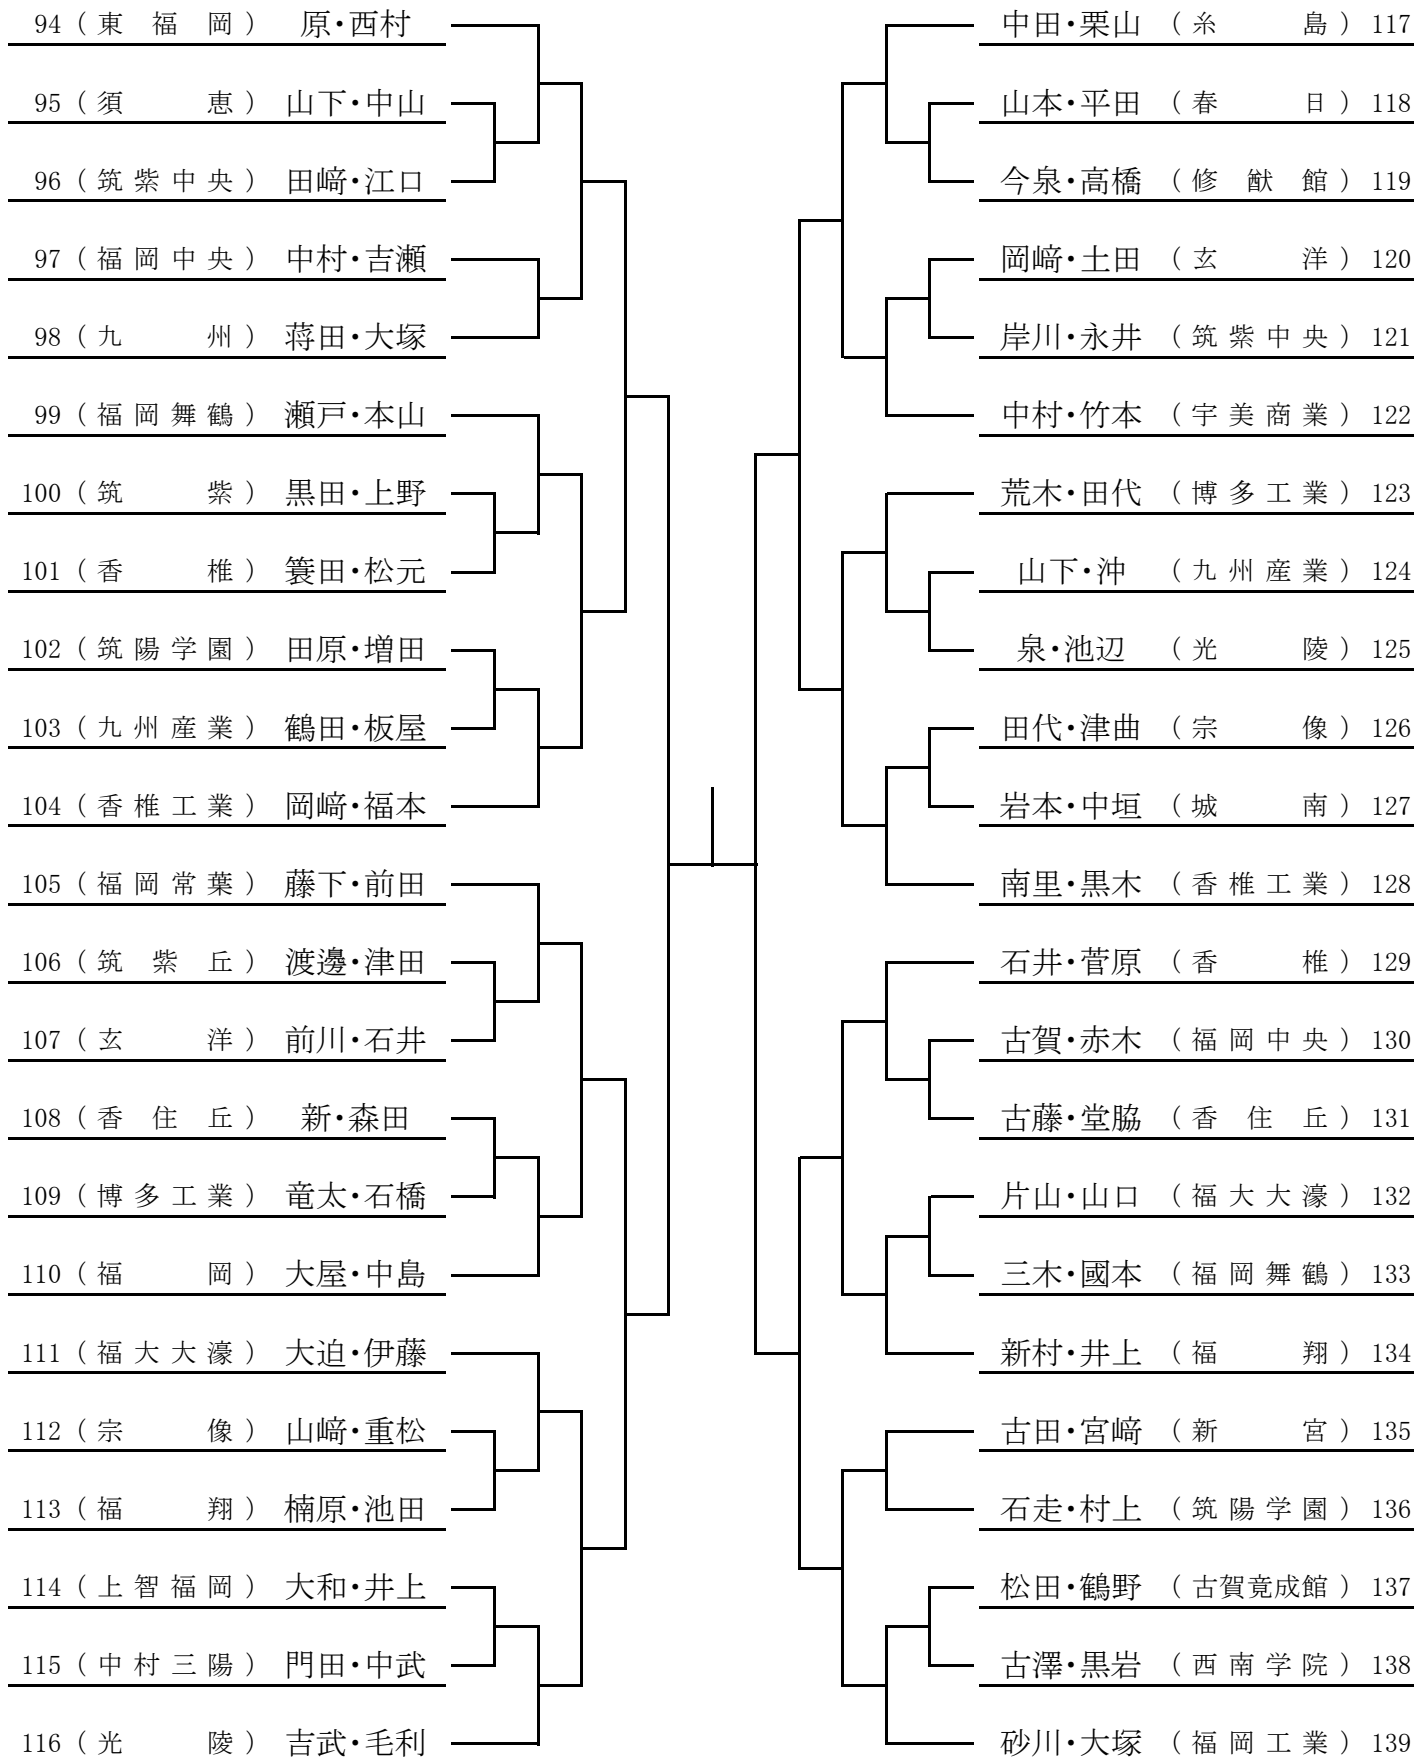 94 （ 東　福　岡 ） 原・西村
95 （ 須　　恵 ） 山下・中山
96 （ 筑 紫 中 央 ） 田﨑・江口
97 （ 福 岡 中 央 ） 中村・吉瀬
98 （ 九　　州 ） 蒋田・大塚
99 （ 福 岡 舞 鶴 ） 瀬戸・本山
100 （ 筑　　紫 ） 黒田・上野
101 （ 香　　椎 ） 簑田・松元
102 （ 筑 陽 学 園 ） 田原・増田
103 （ 九 州 産 業 ） 鶴田・板屋
104 （ 香 椎 工 業 ） 岡﨑・福本
105 （ 福 岡 常 葉 ） 藤下・前田
106 （ 筑　紫　丘 ） 渡邊・津田
107 （ 玄　　洋 ） 前川・石井
108 （ 香　住　丘 ） 新・森田
109 （ 博 多 工 業 ） 竜太・石橋
110 （ 福　　岡 ） 大屋・中島
111 （ 福 大 大 濠 ） 大迫・伊藤
112 （ 宗　　像 ） 山﨑・重松
113 （ 福　　翔 ） 楠原・池田
114 （ 上 智 福 岡 ） 大和・井上
115 （ 中 村 三 陽 ） 門田・中武
116 （ 光　　陵 ） 吉武・毛利
中田・栗山 （ 糸　　島 ） 117
山本・平田 （ 春　　日 ） 118
今泉・高橋 （ 修　猷　館 ） 119
岡﨑・土田 （ 玄　　洋 ） 120
岸川・永井 （ 筑 紫 中 央 ） 121
中村・竹本 （ 宇 美 商 業 ） 122
荒木・田代 （ 博 多 工 業 ） 123
山下・沖 （ 九 州 産 業 ） 124
泉・池辺 （ 光　　陵 ） 125
田代・津曲 （ 宗　　像 ） 126
岩本・中垣 （ 城　　南 ） 127
南里・黒木 （ 香 椎 工 業 ） 128
石井・菅原 （ 香　　椎 ） 129
古賀・赤木 （ 福 岡 中 央 ） 130
古藤・堂脇 （ 香　住　丘 ） 131
片山・山口 （ 福 大 大 濠 ） 132
三木・國本 （ 福 岡 舞 鶴 ） 133
新村・井上 （ 福　　翔 ） 134
古田・宮﨑 （ 新　　宮 ） 135
石走・村上 （ 筑 陽 学 園 ） 136
松田・鶴野 （ 古賀竟成館 ） 137
古澤・黒岩 （ 西 南 学 院 ） 138
砂川・大塚 （ 福 岡 工 業 ） 139